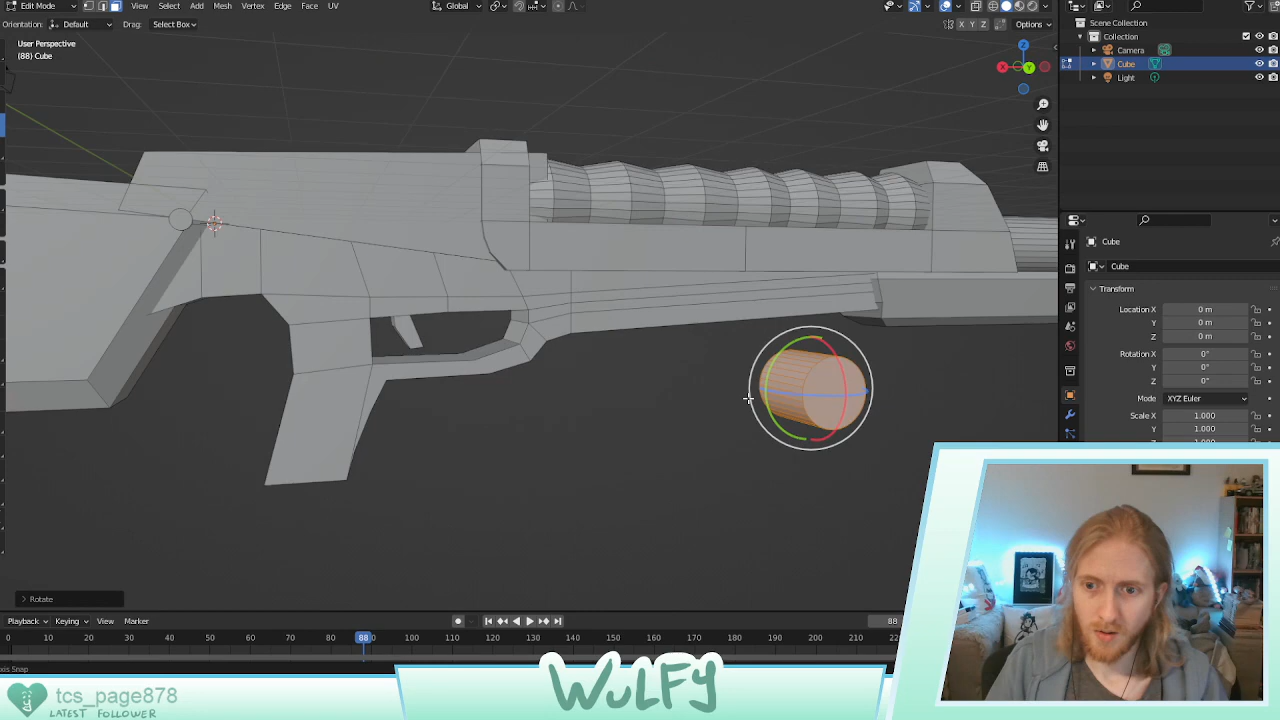 Edit Mode
View Select Add Mesh Vertex Edge Face UV
Global
Orientation: Default Drag: Select Box
X Y Z Options
User Perspective
(88) Cube
Scene Collection
Collection
Camera
Cube
Light
X Y Z
Cube
Cube
Transform
Location X 0 m
Y 0 m
Z 0 m
Rotation X 0°
Y 0°
Z 0°
Mode XYZ Euler
Scale X 1.000
Y 1.000
Rotate
Playback Keying View Marker
88
0 10 20 30 40 50 60 70 80 88 100 110 120 130 140 150 160 170 180 190 200 210
axis Snap
tcs_page878
LATEST FOLLOWER
WULFY